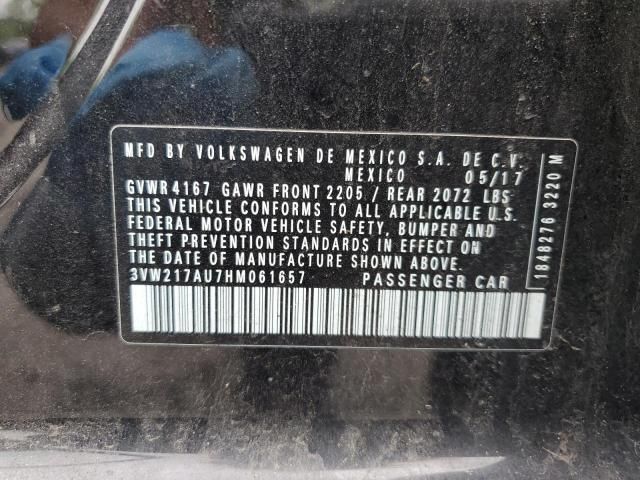 MFD BY VOLKSWAGEN DE MEXICO S.A. DE C.V.
MEXICO 05/17
GVWR 4167 GAWR FRONT 2205 / REAR 2072 LBS
THIS VEHICLE CONFORMS TO ALL APPLICABLE U.S.
FEDERAL MOTOR VEHICLE SAFETY, BUMPER AND
THEFT PREVENTION STANDARDS IN EFFECT ON
THE DATE OF MANUFACTURE SHOWN ABOVE.
3VW217AU7HM061657 PASSENGER CAR
1848276 3220 M